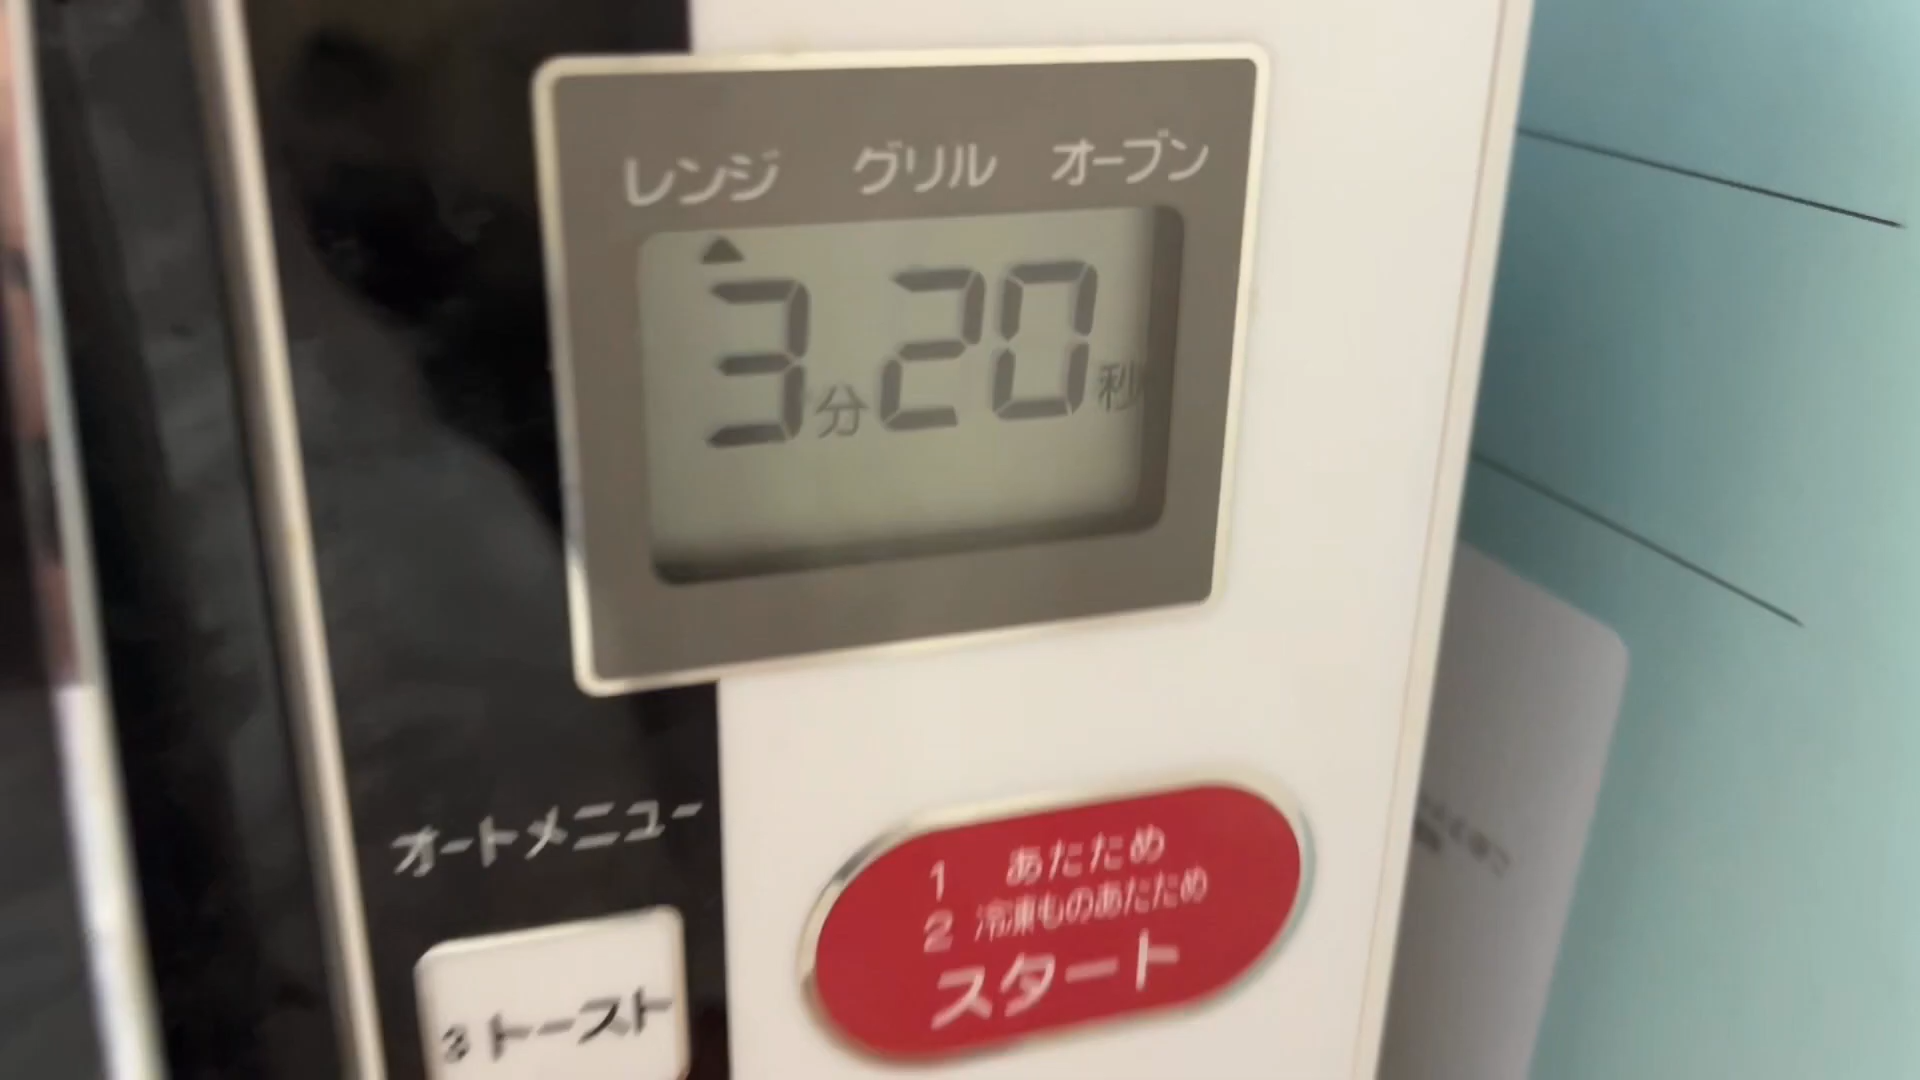 レンジ グリル オーブン
3分20秒
オートメニュー
1 あたため
2 冷凍ものあたため
スタート
3 トースト